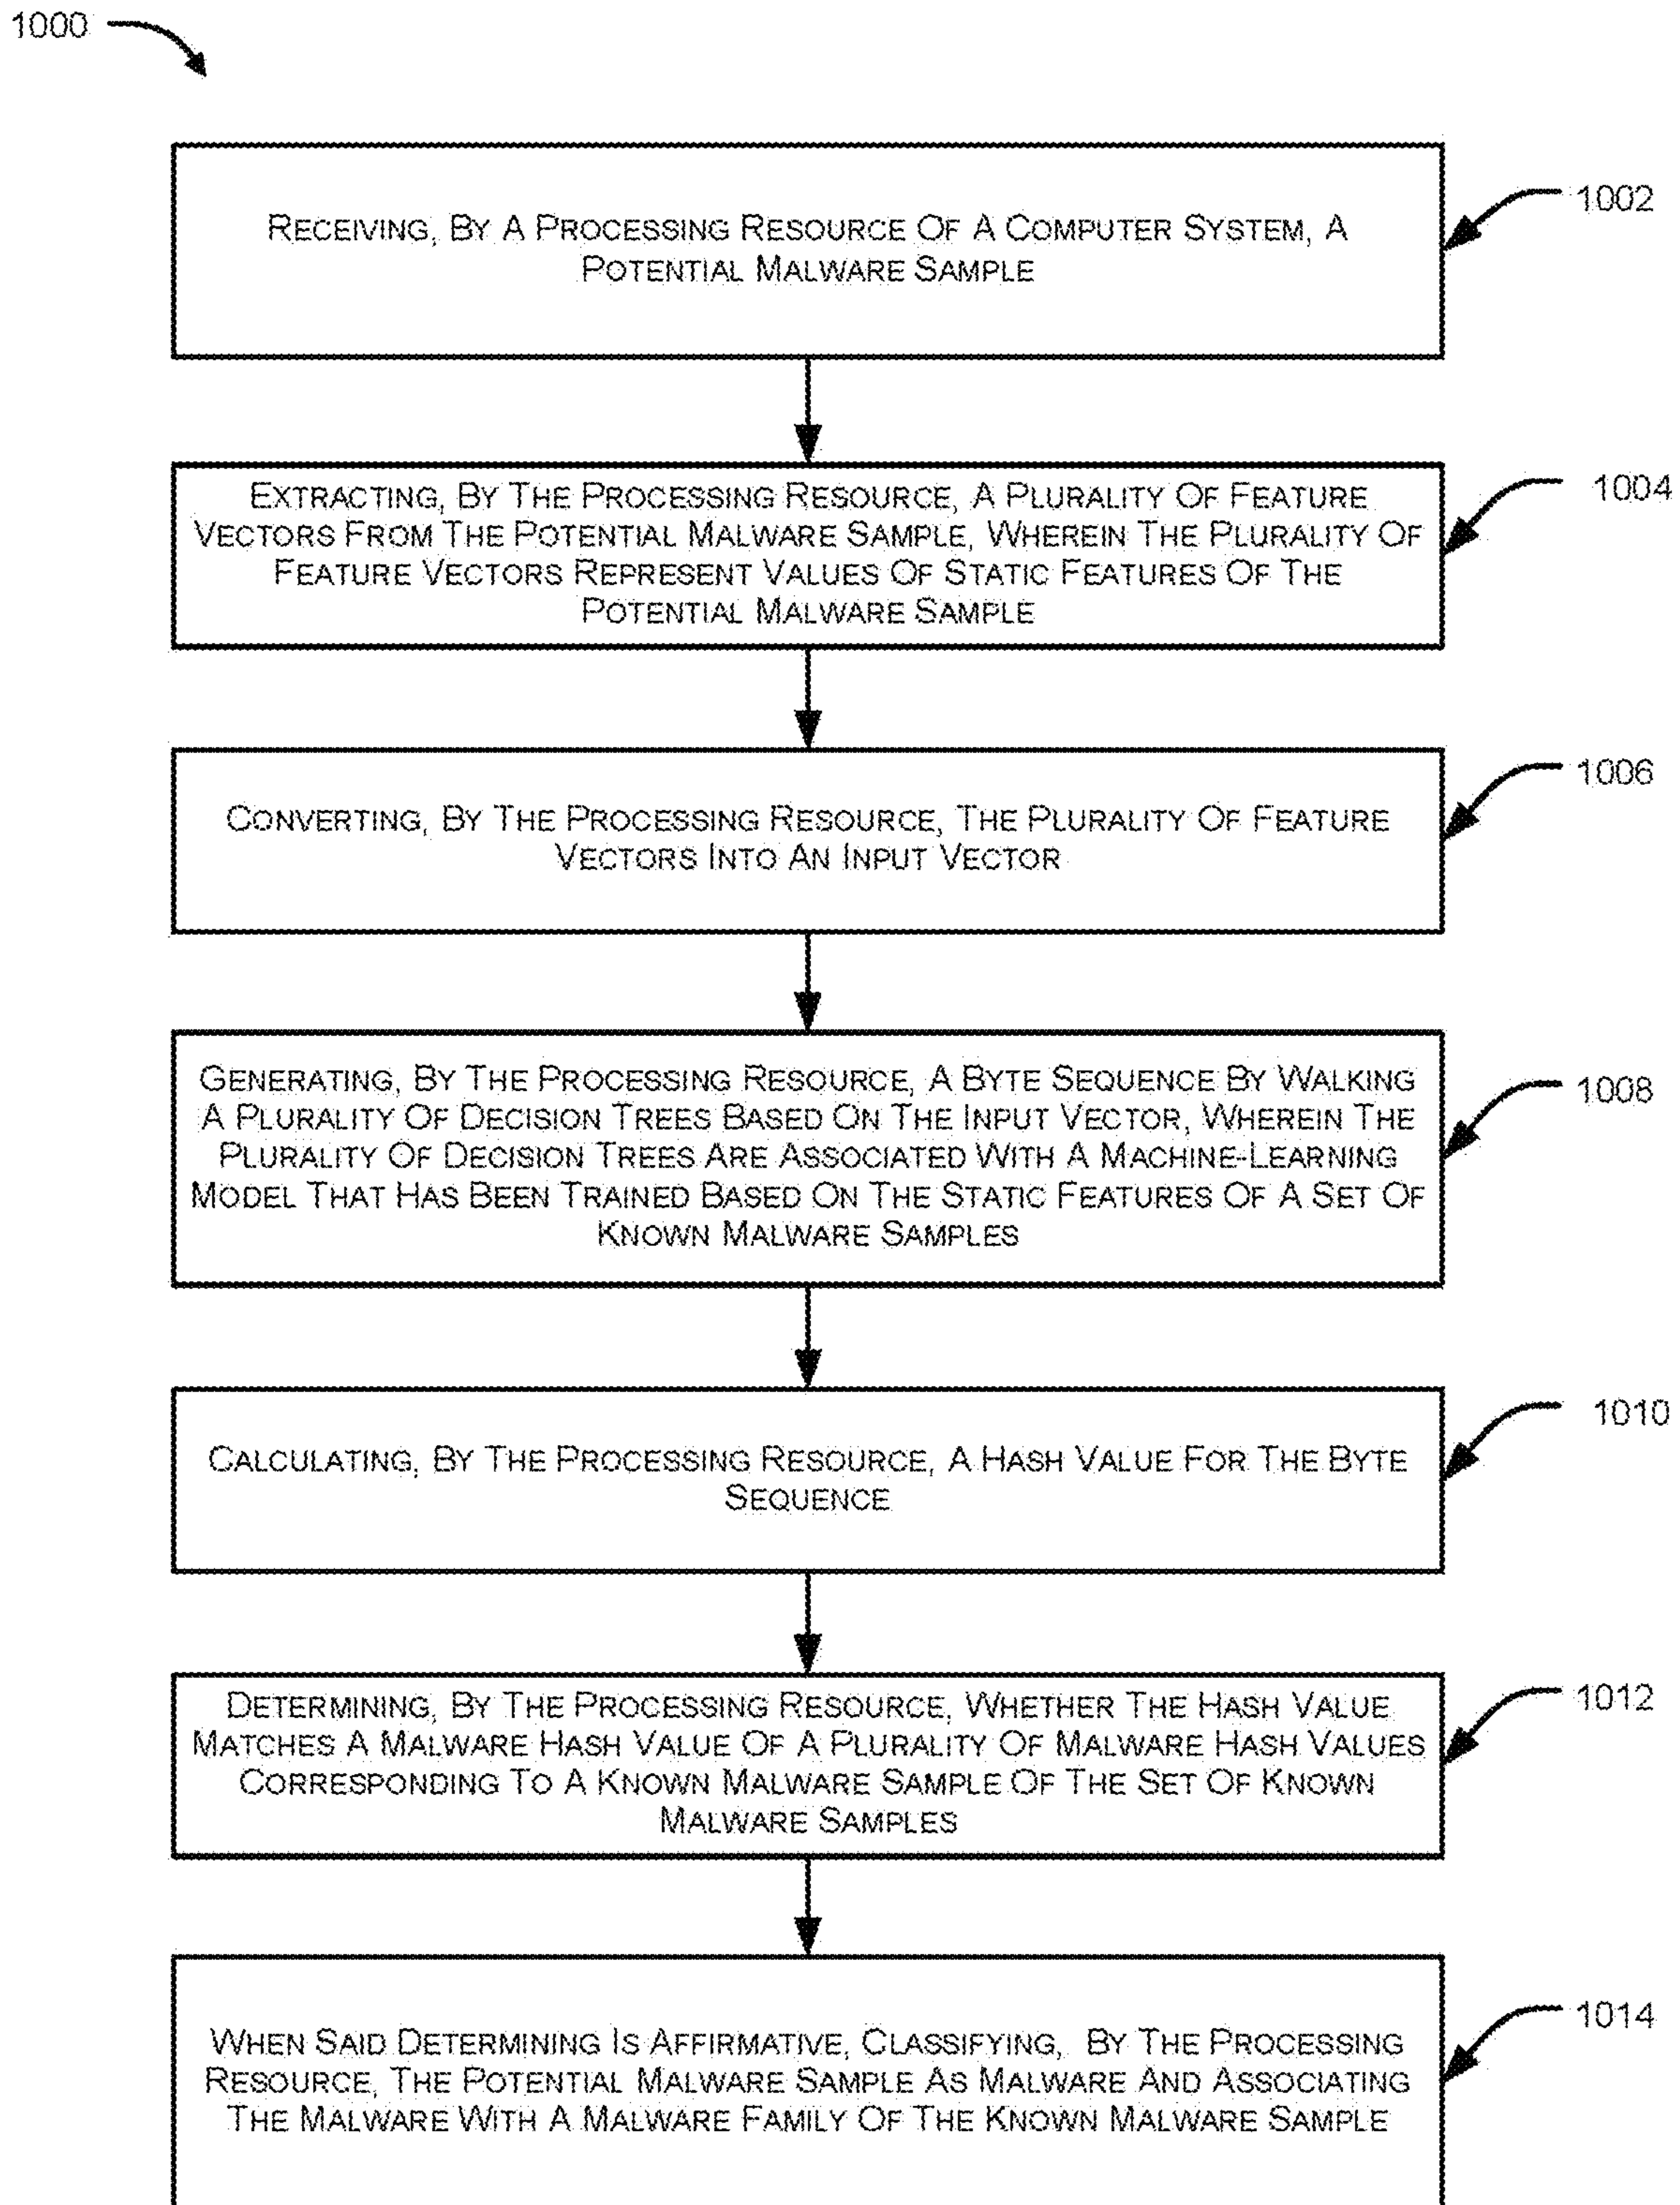 1000
RECEIVING, BY A PROCESSING RESOURCE OF A COMPUTER SYSTEM, A
POTENTIAL MALWARE SAMPLE
1002
EXTRACTING, BY THE PROCESSING RESOURCE, A PLURALITY OF FEATURE
VECTORS FROM THE POTENTIAL MALWARE SAMPLE, WHEREIN THE PLURALITY OF
FEATURE VECTORS REPRESENT VALUES OF STATIC FEATURES OF THE
POTENTIAL MALWARE SAMPLE
1004
CONVERTING, BY THE PROCESSING RESOURCE, THE PLURALITY OF FEATURE
VECTORS INTO AN INPUT VECTOR
1006
GENERATING, BY THE PROCESSING RESOURCE, A BYTE SEQUENCE BY WALKING
A PLURALITY OF DECISION TREES BASED ON THE INPUT VECTOR, WHEREIN THE
PLURALITY OF DECISION TREES ARE ASSOCIATED WITH A MACHINE-LEARNING
MODEL THAT HAS BEEN TRAINED BASED ON THE STATIC FEATURES OF A SET OF
KNOWN MALWARE SAMPLES
1008
CALCULATING, BY THE PROCESSING RESOURCE, A HASH VALUE FOR THE BYTE
SEQUENCE
1010
DETERMINING, BY THE PROCESSING RESOURCE, WHETHER THE HASH VALUE
MATCHES A MALWARE HASH VALUE OF A PLURALITY OF MALWARE HASH VALUES
CORRESPONDING TO A KNOWN MALWARE SAMPLE OF THE SET OF KNOWN
MALWARE SAMPLES
1012
WHEN SAID DETERMINING IS AFFIRMATIVE, CLASSIFYING, BY THE PROCESSING
RESOURCE, THE POTENTIAL MALWARE SAMPLE AS MALWARE AND ASSOCIATING
THE MALWARE WITH A MALWARE FAMILY OF THE KNOWN MALWARE SAMPLE
1014